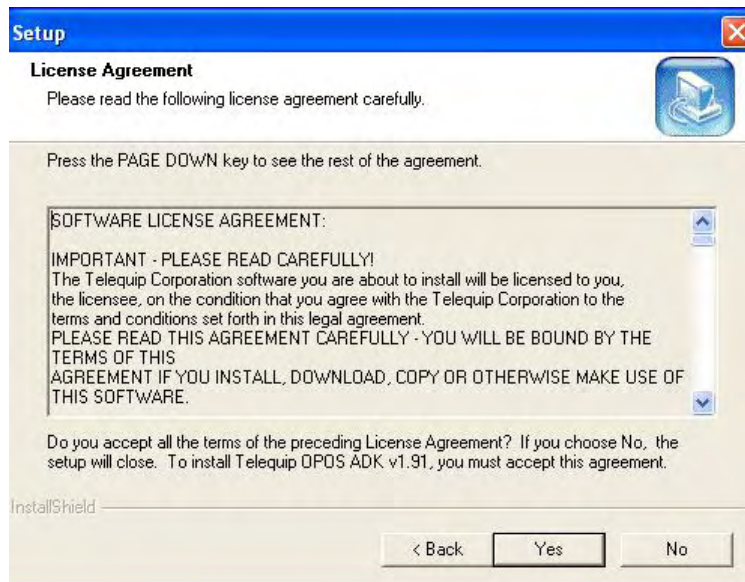 Setup
License Agreement
Please read the following license agreement carefully.
Press the PAGE DOWN key to see the rest of the agreement.
SOFTWARE LICENSE AGREEMENT:
IMPORTANT - PLEASE READ CAREFULLY!
The Telequip Corporation software you are about to install will be licensed to you,
the licensee, on the condition that you agree with the Telequip Corporation to the
terms and conditions set forth in this legal agreement.
PLEASE READ THIS AGREEMENT CAREFULLY - YOU WILL BE BOUND BY THE
TERMS OF THIS
AGREEMENT IF YOU INSTALL, DOWNLOAD, COPY OR OTHERWISE MAKE USE OF
THIS SOFTWARE.
Do you accept all the terms of the preceding License Agreement? If you choose No, the
setup will close. To install Telequip OPOS ADK v1.91, you must accept this agreement.
InstallShield
< Back Yes No